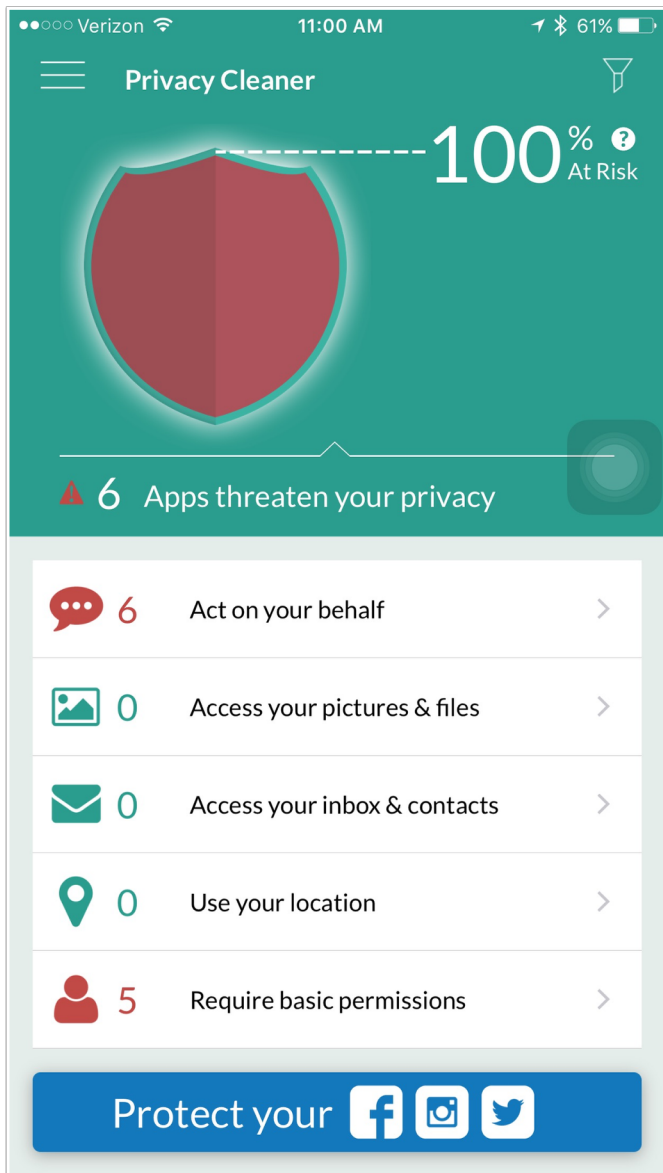 Verizon 11:00 AM 61%
Privacy Cleaner
100% ?
At Risk
6 Apps threaten your privacy
6 Act on your behalf
0 Access your pictures & files
0 Access your inbox & contacts
0 Use your location
5 Require basic permissions
Protect your